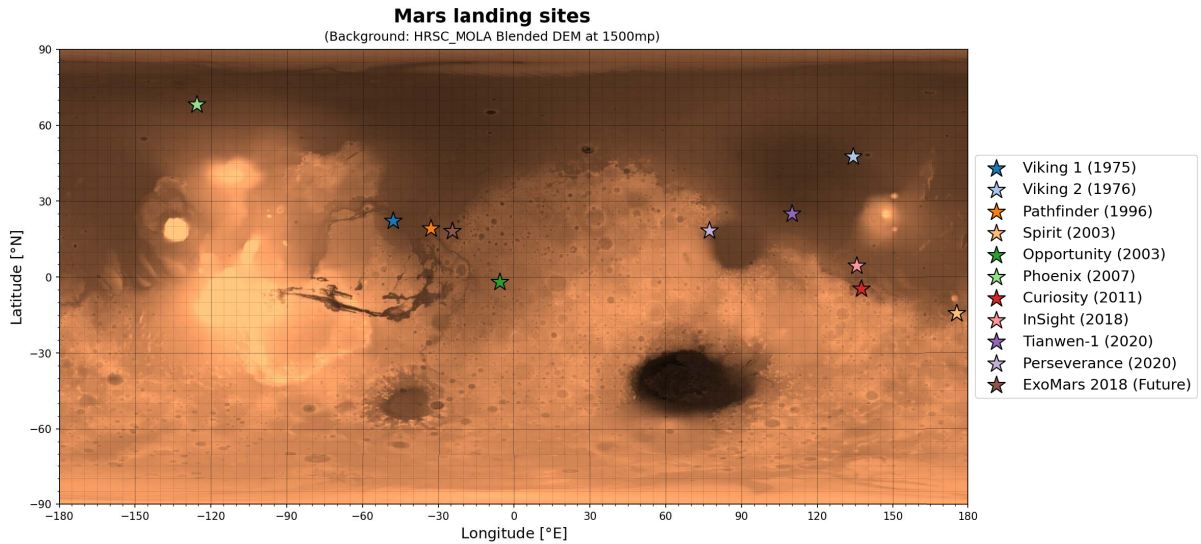 Mars landing sites
(Background: HRSC_MOLA Blended DEM at 1500mp)
Latitude [°N]
90
60
30
0
−30
−60
−90
−180
−150
−120
−90
−60
−30
0
30
60
90
120
150
180
Longitude [°E]
Viking 1 (1975)
Viking 2 (1976)
Pathfinder (1996)
Spirit (2003)
Opportunity (2003)
Phoenix (2007)
Curiosity (2011)
InSight (2018)
Tianwen-1 (2020)
Perseverance (2020)
ExoMars 2018 (Future)